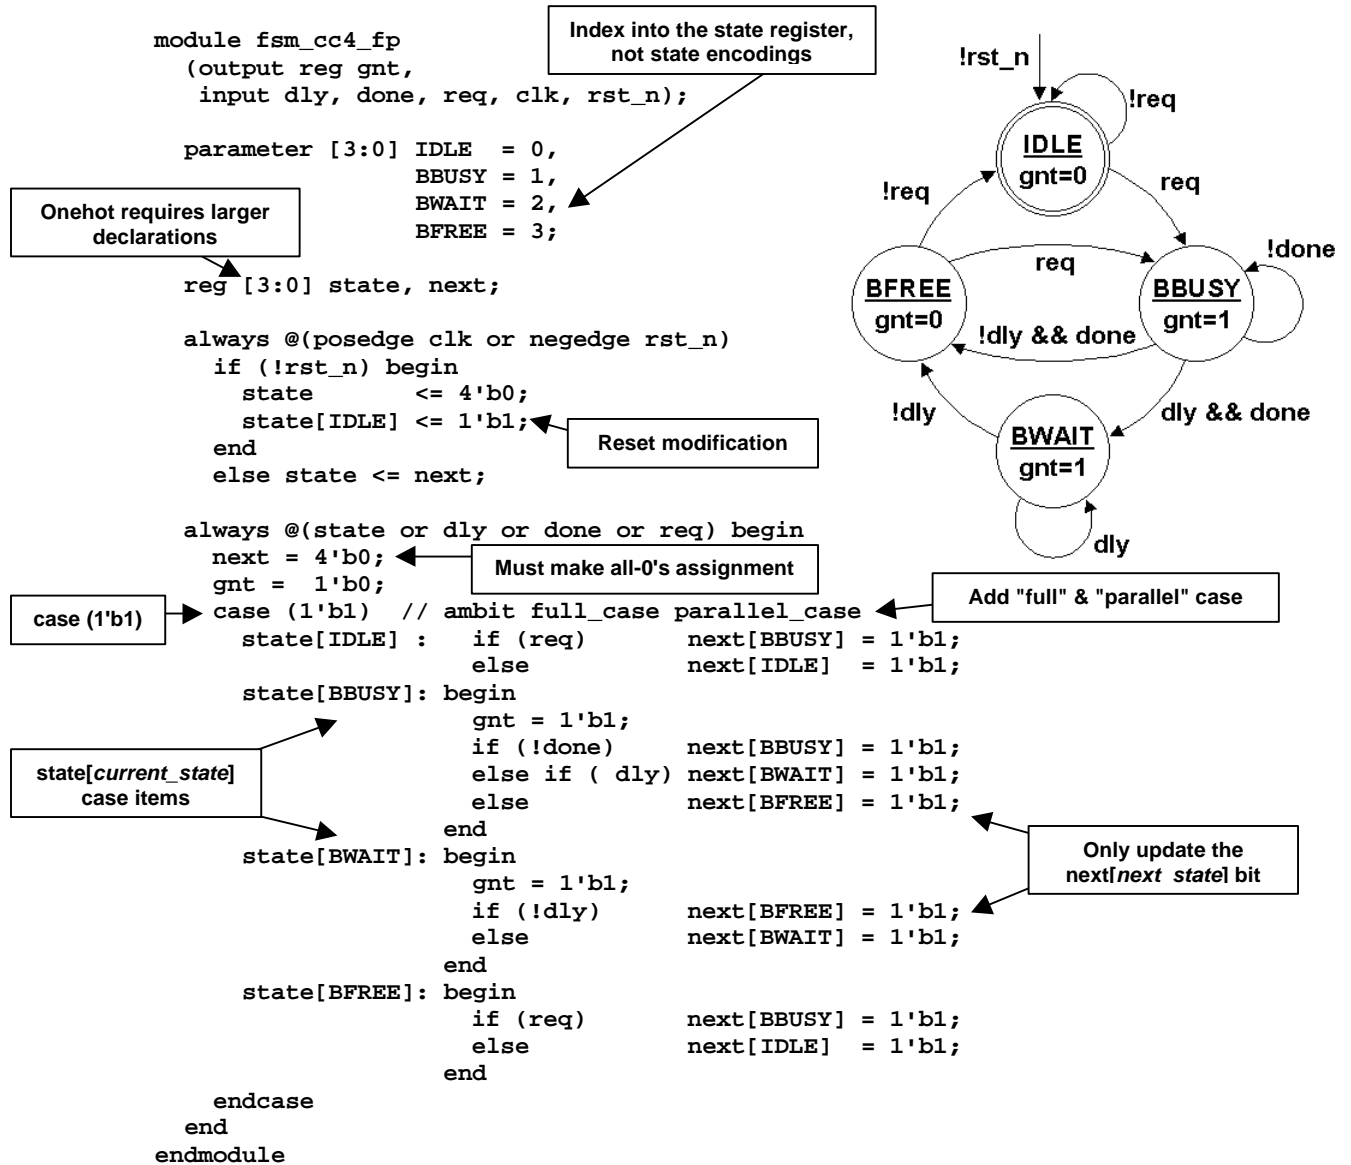 module fsm_cc4_fp
(output reg gnt,
input dly, done, req, clk, rst_n);
parameter [3:0] IDLE = 0,
BBUSY = 1,
BWAIT = 2,
BFREE = 3;
reg [3:0] state, next;
always @(posedge clk or negedge rst_n)
if (!rst_n) begin
state <= 4'b0;
state[IDLE] <= 1'b1;
end
else state <= next;
always @(state or dly or done or req) begin
next = 4'b0;
gnt = 1'b0;
case (1'b1) // ambit full_case parallel_case
state[IDLE] : if (req) next[BBUSY] = 1'b1;
else next[IDLE] = 1'b1;
state[BBUSY]: begin
gnt = 1'b1;
if (!done) next[BBUSY] = 1'b1;
else if ( dly) next[BWAIT] = 1'b1;
else next[BFREE] = 1'b1;
end
state[BWAIT]: begin
gnt = 1'b1;
if (!dly) next[BFREE] = 1'b1;
else next[BWAIT] = 1'b1;
end
state[BFREE]: begin
if (req) next[BBUSY] = 1'b1;
else next[IDLE] = 1'b1;
end
endcase
end
endmodule
Index into the state register,
not state encodings
Onehot requires larger
declarations
Reset modification
Must make all-0's assignment
case (1'b1)
Add "full" & "parallel" case
state[current_state]
case items
Only update the
next[next_state] bit
!rst_n
!req
IDLE
gnt=0
!req
req
req
!done
BFREE
gnt=0
BBUSY
gnt=1
!dly && done
!dly
dly && done
BWAIT
gnt=1
dly